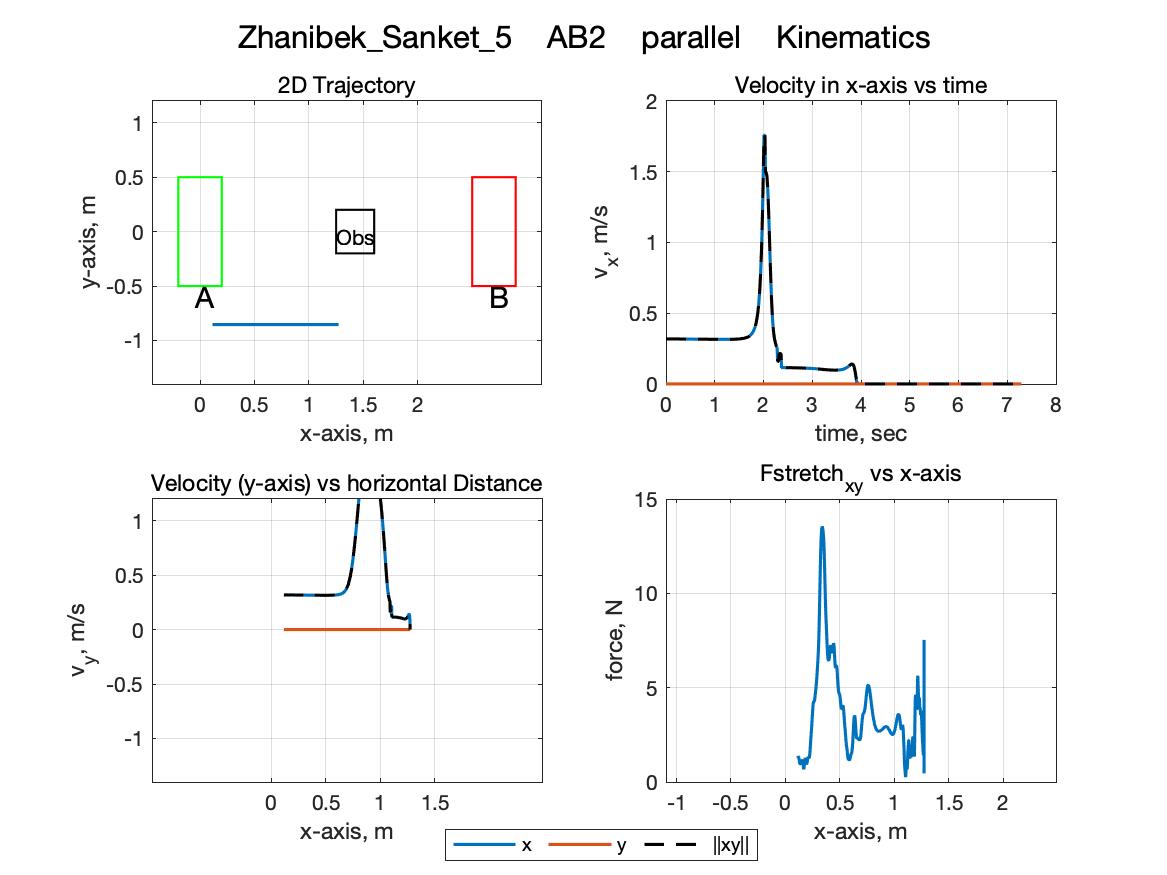 Zhanibek_Sanket_5 AB2 parallel Kinematics
2D Trajectory
1
0.5
0
-0.5
-1
y-axis, m
Obs
A
B
0 0.5 1 1.5 2
x-axis, m
Velocity in x-axis vs time
2
1.5
1
0.5
0
v_x, m/s
0 1 2 3 4 5 6 7 8
time, sec
Velocity (y-axis) vs horizontal Distance
1
0.5
0
-0.5
-1
v_y, m/s
0 0.5 1 1.5
x-axis, m
Fstretch_xy vs x-axis
15
10
5
0
force, N
-1 -0.5 0 0.5 1 1.5 2
x-axis, m
x y ||xy||